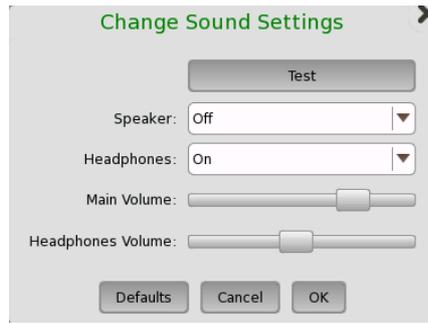 Change Sound Settings
Test
Speaker: Off
Headphones: On
Main Volume:
Headphones Volume:
Defaults Cancel OK